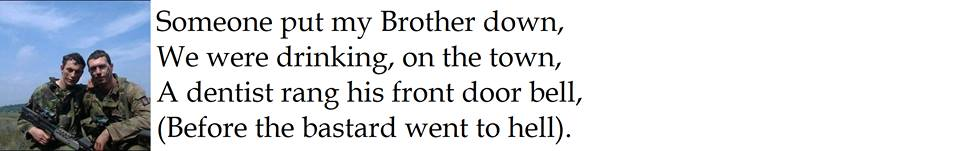 Someone put my Brother down,
We were drinking, on the town,
A dentist rang his front door bell,
(Before the bastard went to hell).